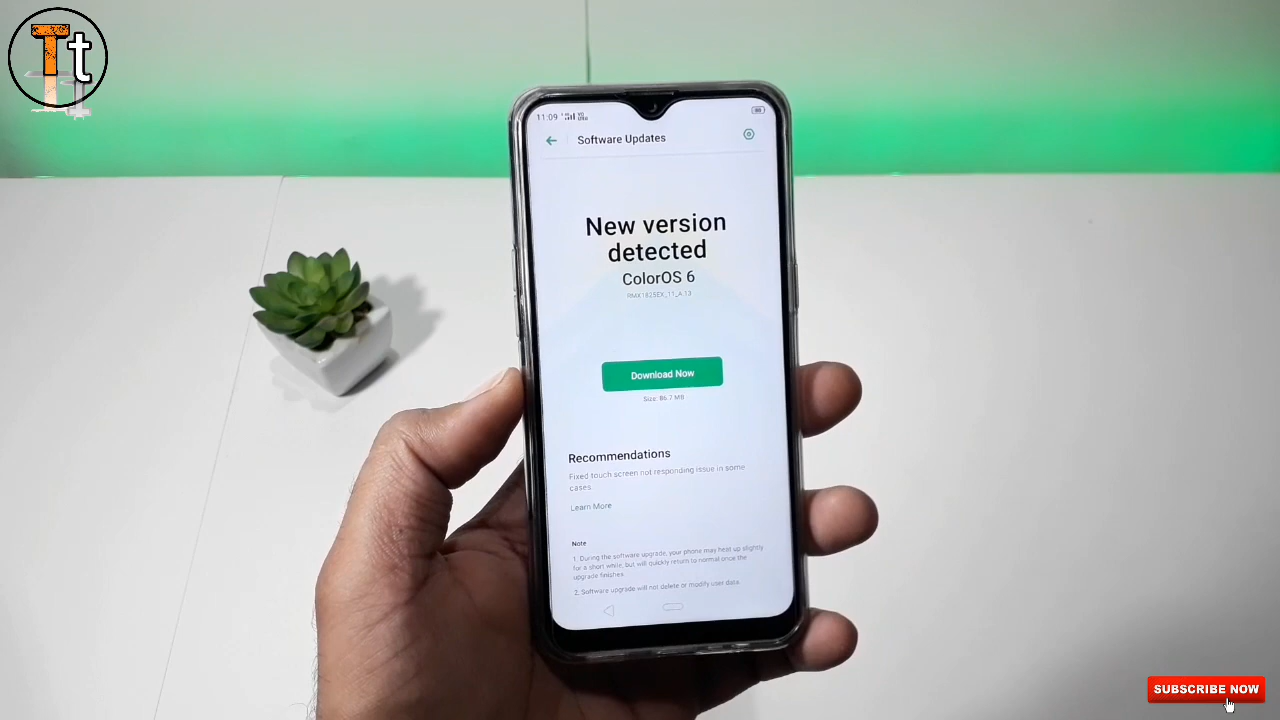 Tt
11:09
Software Updates
New version
detected
ColorOS 6
RMX1825EX_11_A.13
Download Now
Size: 86.7 MB
Recommendations
Fixed touch screen not responding issue in some
cases.
Learn More
Note
1. During the software upgrade, your phone may heat up slightly
for a short while, but will quickly return to normal once the
upgrade finishes.
2. Software upgrade will not delete or modify user data.
SUBSCRIBE NOW